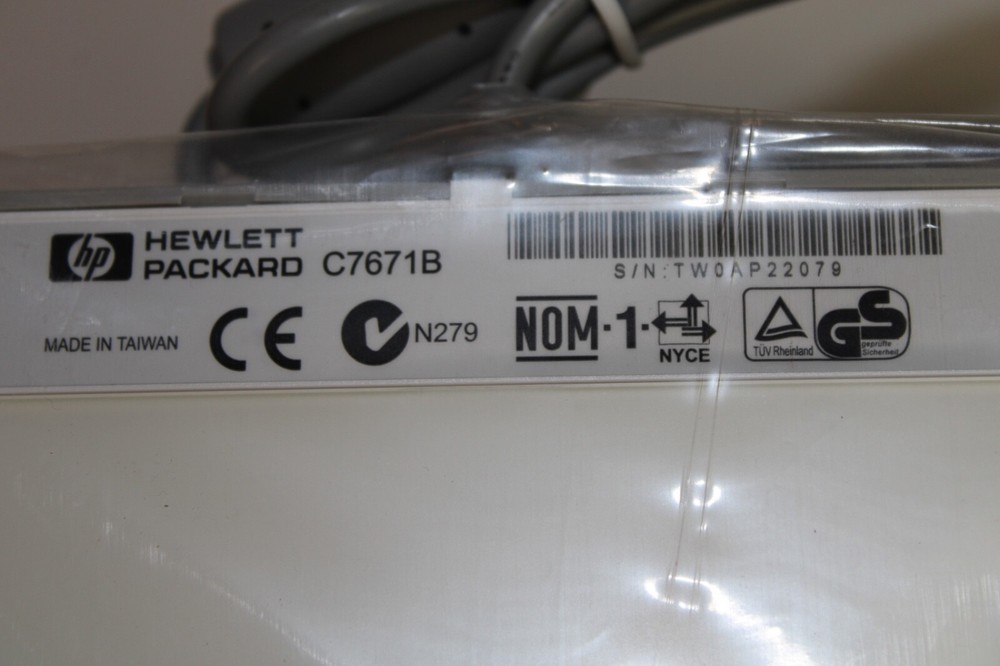 hp HEWLETT PACKARD C7671B
S/N:TW0AP22079
MADE IN TAIWAN CE N279 NOM-1- NYCE TÜV Rheinland GS geprüfte Sicherheit